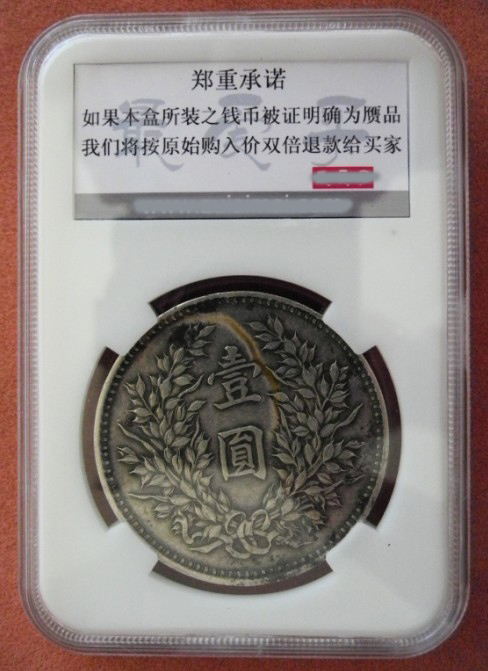 郑重承诺
如果本盒所装之钱币被证明确为赝品
我们将按原始购入价双倍退款给买家
壹
圓